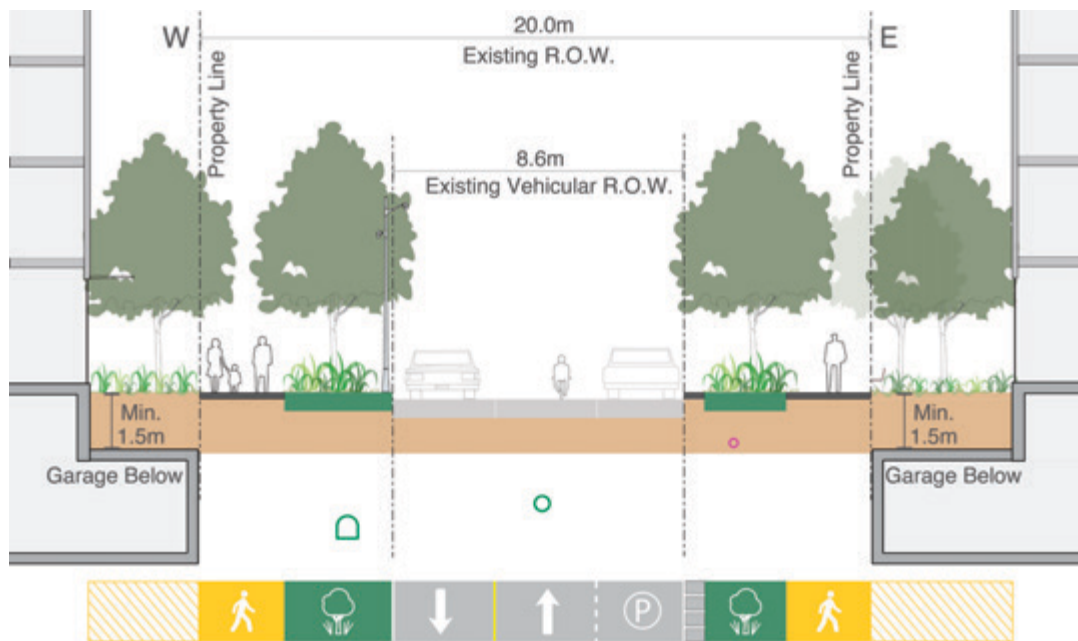 W
20.0m
E
Existing R.O.W.
Property Line
Property Line
8.6m
Existing Vehicular R.O.W.
Min.
1.5m
Min.
1.5m
Garage Below
Garage Below
P